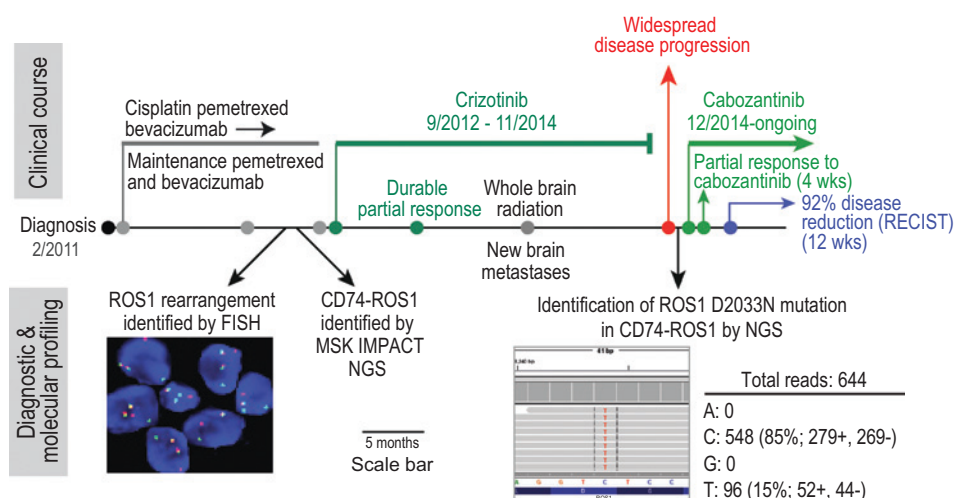 Widespread
disease progression
Clinical course
Cisplatin pemetrexed
bevacizumab
Maintenance pemetrexed
and bevacizumab
Crizotinib
9/2012 - 11/2014
Cabozantinib
12/2014-ongoing
Partial response to
cabozantinib (4 wks)
Durable
partial response
Whole brain
radiation
92% disease
reduction (RECIST)
(12 wks)
Diagnosis
2/2011
New brain
metastases
Diagnostic &
molecular profiling
ROS1 rearrangement
identified by FISH
CD74-ROS1
identified by
MSK IMPACT
NGS
5 months
Scale bar
Identification of ROS1 D2033N mutation
in CD74-ROS1 by NGS
41 bp
T
T
T
T
T
T
T
A G G T C T C C
ROS1
Total reads: 644
A: 0
C: 548 (85%; 279+, 269-)
G: 0
T: 96 (15%; 52+, 44-)